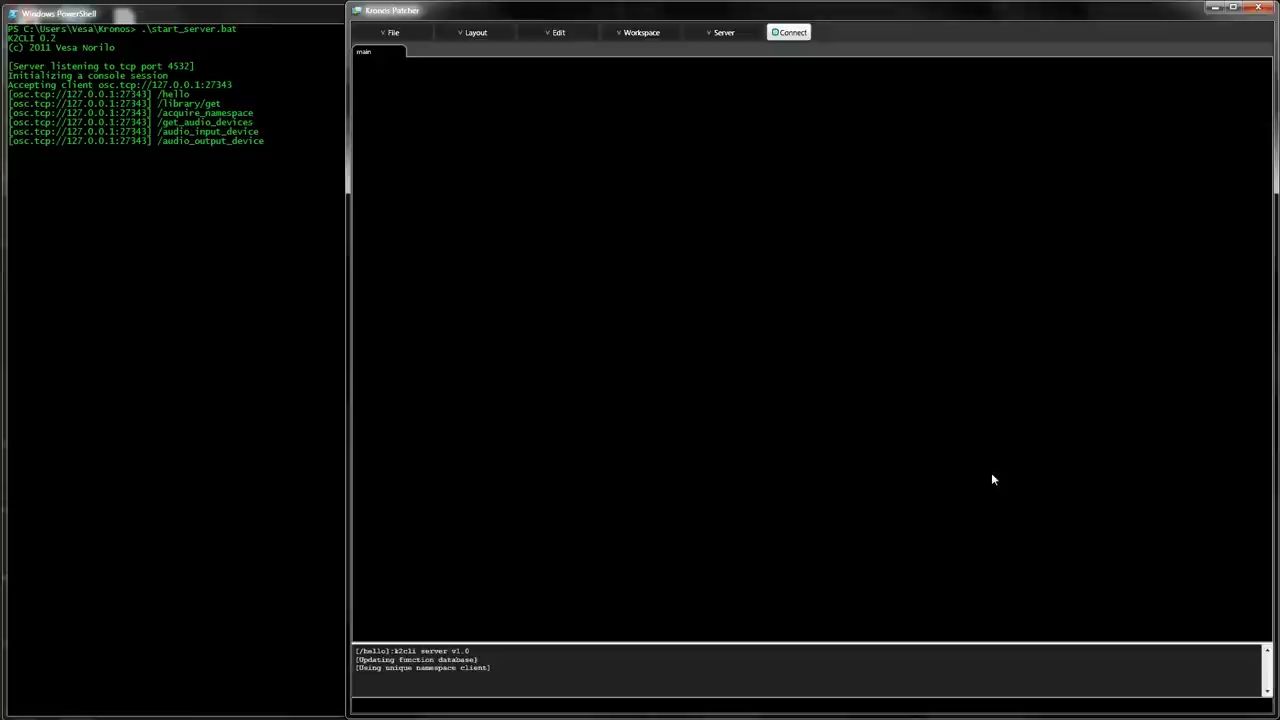 Windows PowerShell
PS C:\Users\Vesa\Kronos> .\start_server.bat
K2CLI 0.2
(c) 2011 Vesa Norilo
[Server listening to tcp port 4532]
Initializing a console session
Accepting client osc.tcp://127.0.0.1:27343
[osc.tcp://127.0.0.1:27343] /hello
[osc.tcp://127.0.0.1:27343] /library/get
[osc.tcp://127.0.0.1:27343] /acquire_namespace
[osc.tcp://127.0.0.1:27343] /get_audio_devices
[osc.tcp://127.0.0.1:27343] /audio_input_device
[osc.tcp://127.0.0.1:27343] /audio_output_device
Kronos Patcher
File Layout Edit Workspace Server Connect
main
[/hello]:k2cli server v1.0
[Updating function database]
[Using unique namespace client]